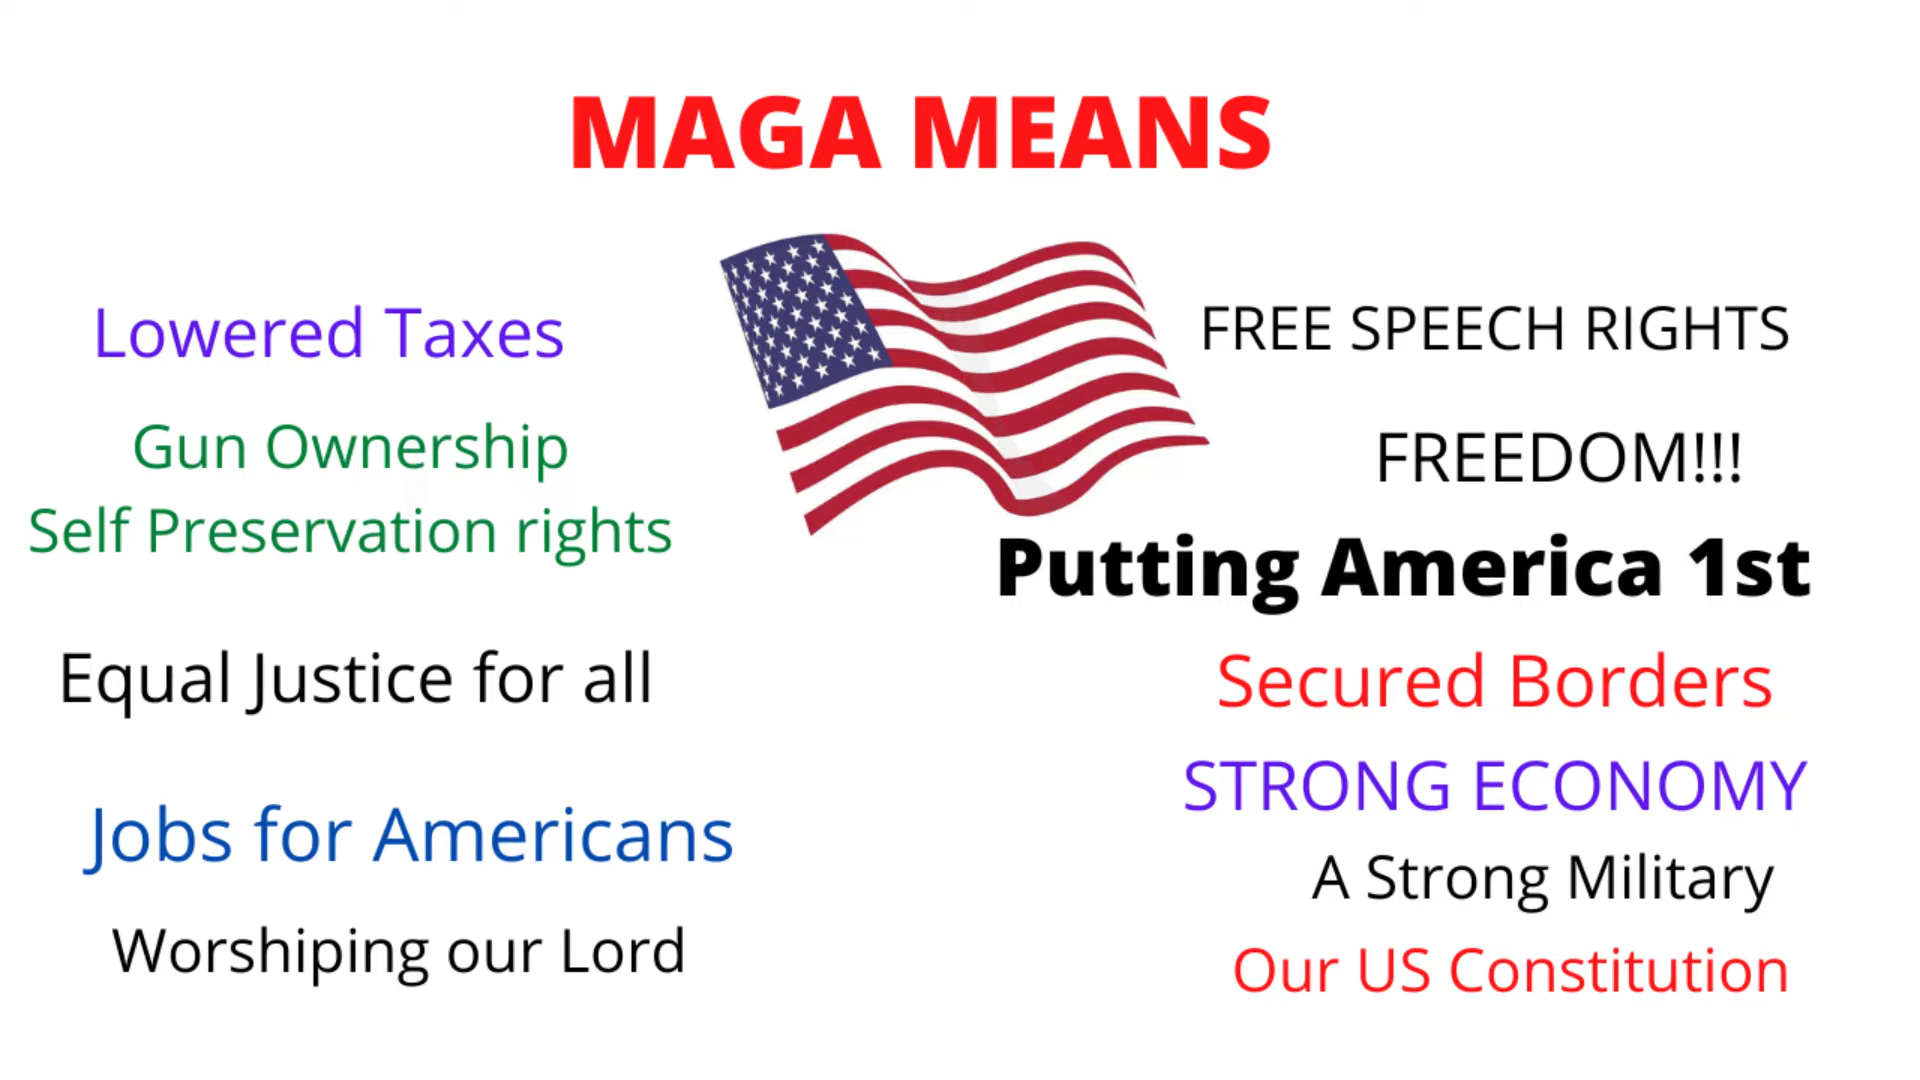 MAGA MEANS
Lowered Taxes
Gun Ownership
Self Preservation rights
Equal Justice for all
Jobs for Americans
Worshiping our Lord
FREE SPEECH RIGHTS
FREEDOM!!!
Putting America 1st
Secured Borders
STRONG ECONOMY
A Strong Military
Our US Constitution